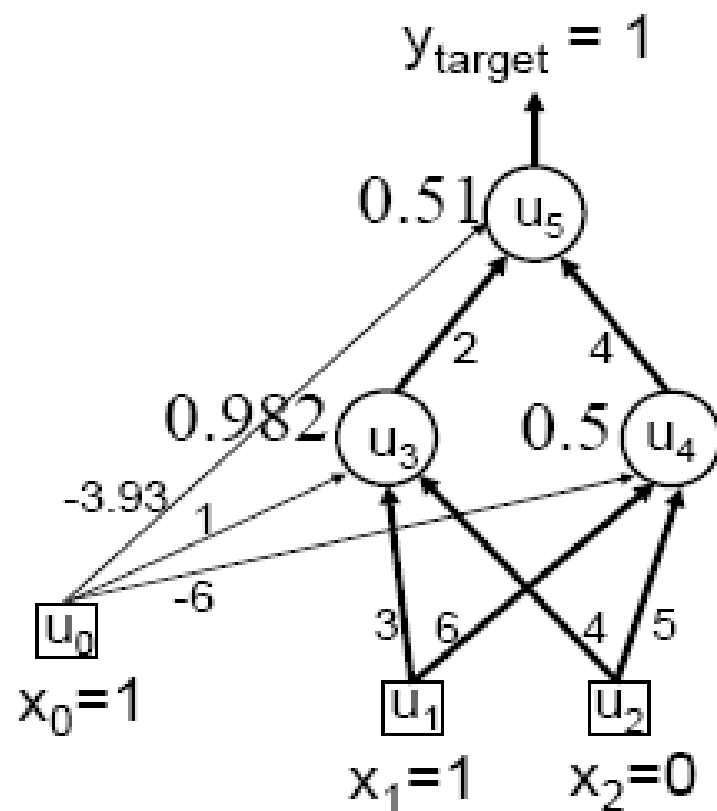 y_target = 1
0.51 u₅
2 4
0.982 u₃ 0.5 u₄
-3.93
1
-6
3 6 4 5
u₀
x₀=1
u₁ u₂
x₁=1 x₂=0